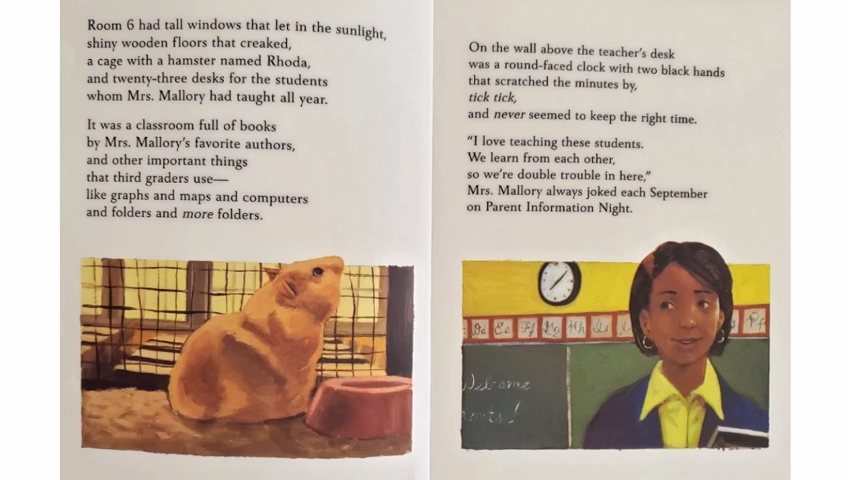 Room 6 had tall windows that let in the sunlight,
shiny wooden floors that creaked,
a cage with a hamster named Rhoda,
and twenty-three desks for the students
whom Mrs. Mallory had taught all year.
It was a classroom full of books
by Mrs. Mallory's favorite authors,
and other important things
that third graders use—
like graphs and maps and computers
and folders and more folders.
On the wall above the teacher's desk
was a round-faced clock with two black hands
that scratched the minutes by,
tick tick,
and never seemed to keep the right time.
"I love teaching these students.
We learn from each other,
so we're double trouble in here,"
Mrs. Mallory always joked each September
on Parent Information Night.
Ee Ff Hh
Welcome